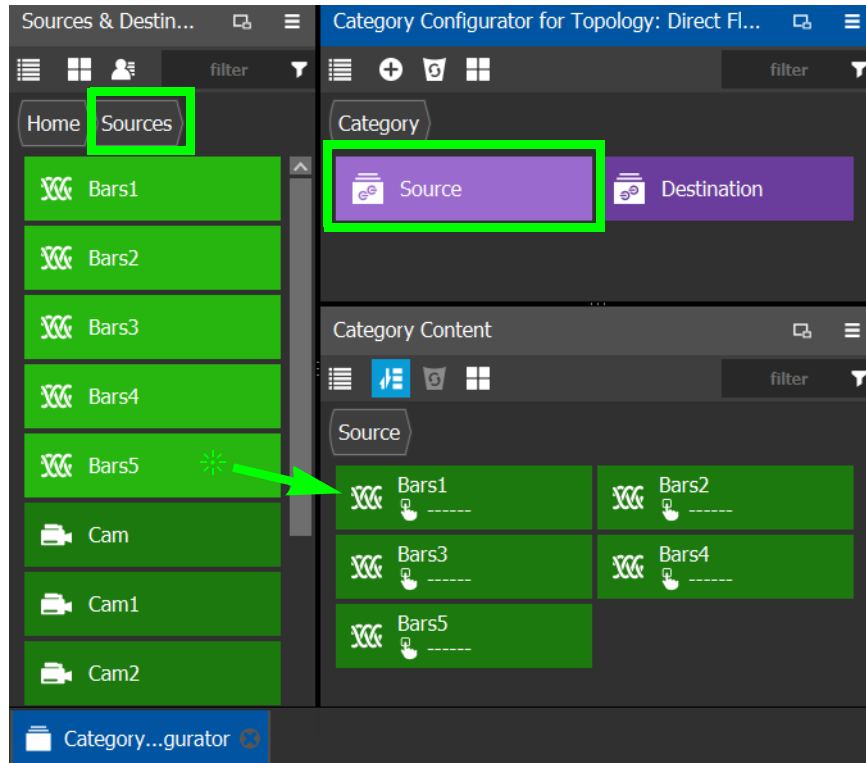 Sources & Destin...
filter
Home
Sources
Bars1
Bars2
Bars3
Bars4
Bars5
Cam
Cam1
Cam2
Category Configurator for Topology: Direct Fl...
filter
Category
Source
Destination
Category Content
filter
Source
Bars1
------
Bars2
------
Bars3
------
Bars4
------
Bars5
------
Category...gurator